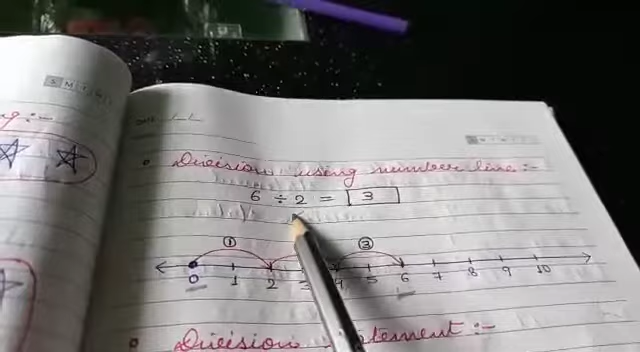 Division using number line :-
6 ÷ 2 = 3
① ③
0 1 2 3 4 5 6 7 8 9 10
Division statement :-